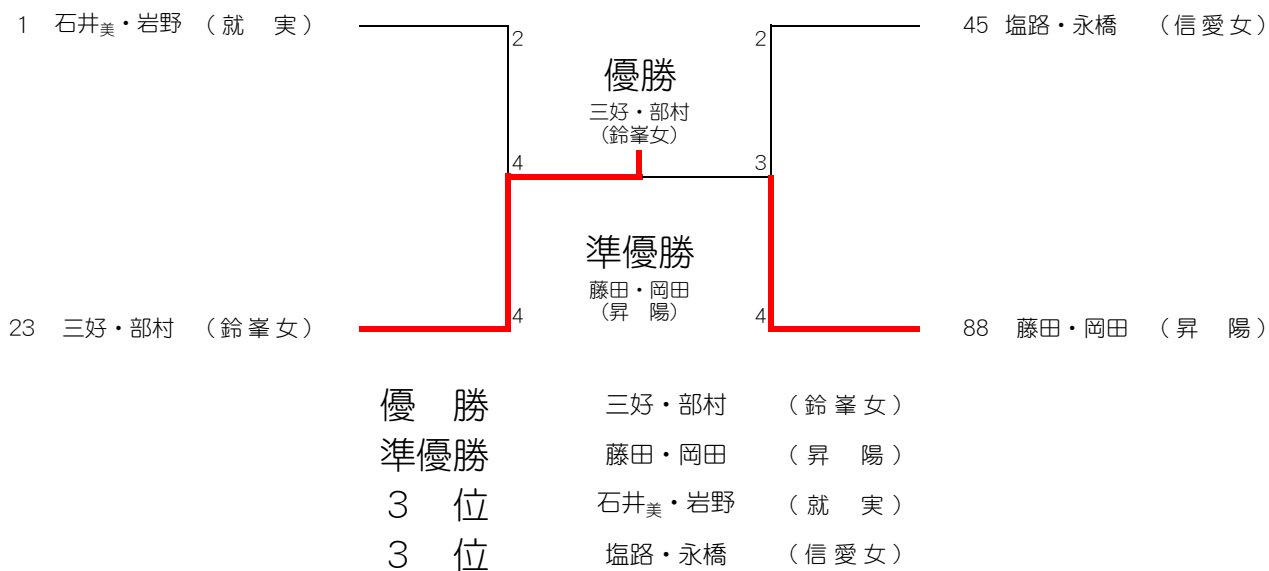 1 石井美・岩野 （就　実）
45 塩路・永橋 （信愛女）
2
2
優勝
三好・部村
（鈴峯女）
4
3
準優勝
藤田・岡田
（昇　陽）
4
4
23 三好・部村 （鈴峯女）
88 藤田・岡田 （昇　陽）
優　勝 三好・部村 （鈴峯女）
準優勝 藤田・岡田 （昇　陽）
3　位 石井美・岩野 （就　実）
3　位 塩路・永橋 （信愛女）